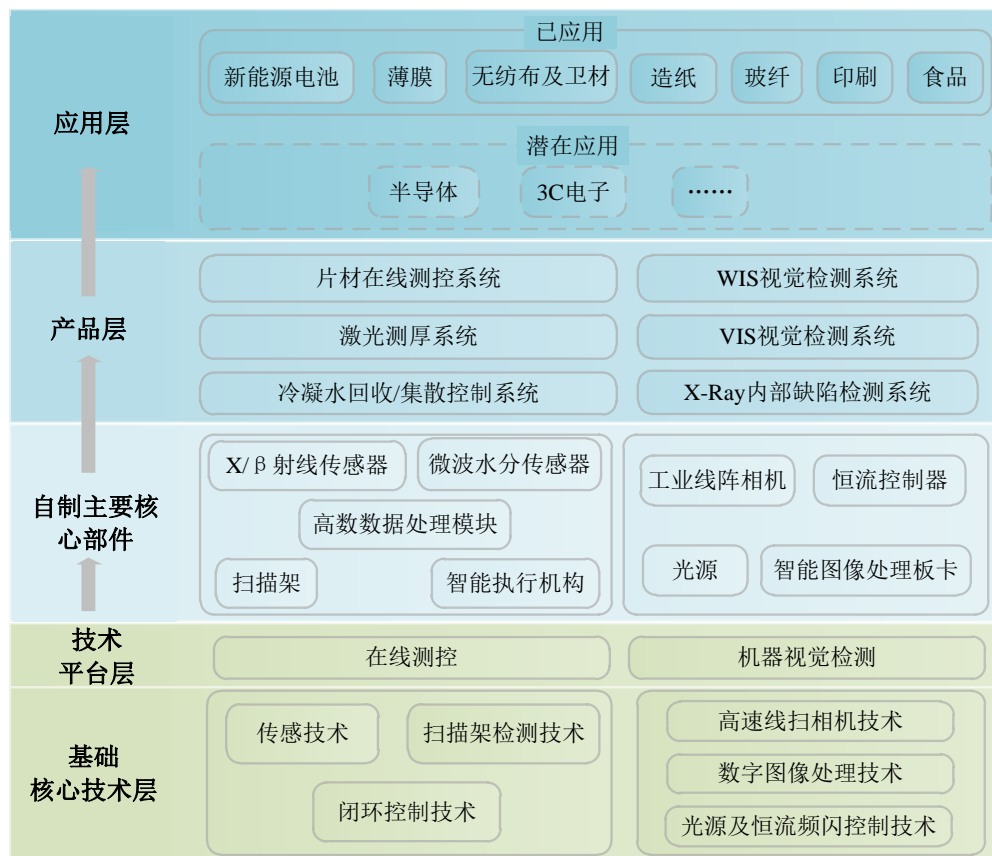 已应用
新能源电池 薄膜 无纺布及卫材 造纸 玻纤 印刷 食品
应用层
潜在应用
半导体 3C电子 ……
片材在线测控系统 WIS视觉检测系统
产品层
激光测厚系统 VIS视觉检测系统
冷凝水回收/集散控制系统 X-Ray内部缺陷检测系统
自制主要核
心部件
X/β射线传感器 微波水分传感器
高数数据处理模块
扫描架 智能执行机构
工业线阵相机 恒流控制器
光源 智能图像处理板卡
技术
平台层
在线测控 机器视觉检测
基础
核心技术层
传感技术 扫描架检测技术
闭环控制技术
高速线扫相机技术
数字图像处理技术
光源及恒流频闪控制技术